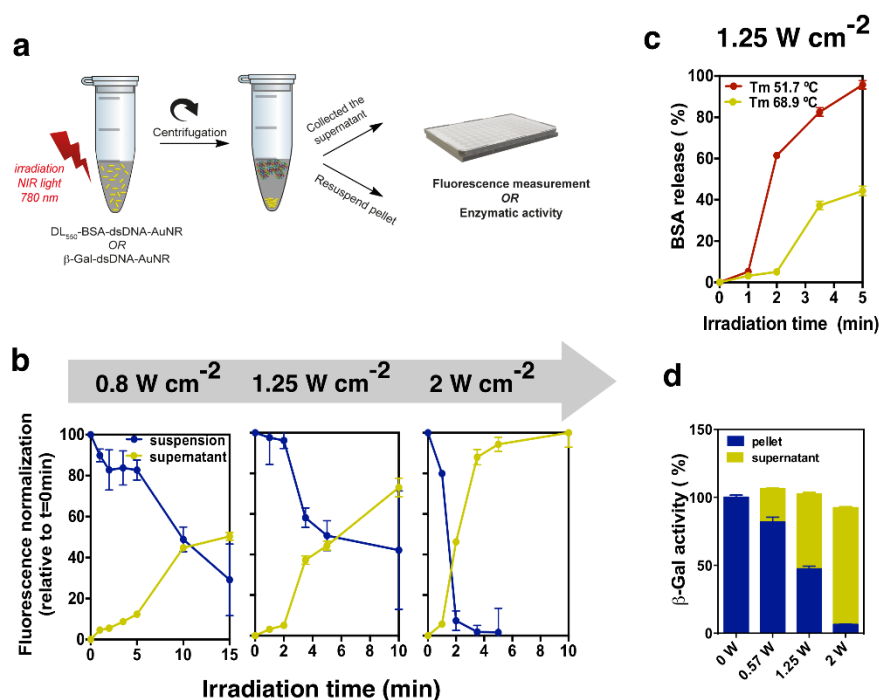 a
irradiation
NIR light
780 nm
Centrifugation
Collected the
supernatant
Resuspend pellet
DL550-BSA-dsDNA-AuNR
OR
β-Gal-dsDNA-AuNR
Fluorescence measurement
OR
Enzymatic activity
c
1.25 W cm-2
Tm 51.7 ºC
Tm 68.9 ºC
BSA release ( %)
100
80
60
40
20
0
0 1 2 3 4 5
Irradiation time (min)
b
0.8 W cm-2 1.25 W cm-2 2 W cm-2
suspension
supernatant
Fluorescence normalization
(relative to t=0min)
100
80
60
40
20
0
0 5 10 15
0 2 4 6 8 10
0 2 4 6 8 10
Irradiation time (min)
d
pellet
supernatant
β-Gal activity ( %)
150
100
50
0
0 W 0.57 W 1.25 W 2 W